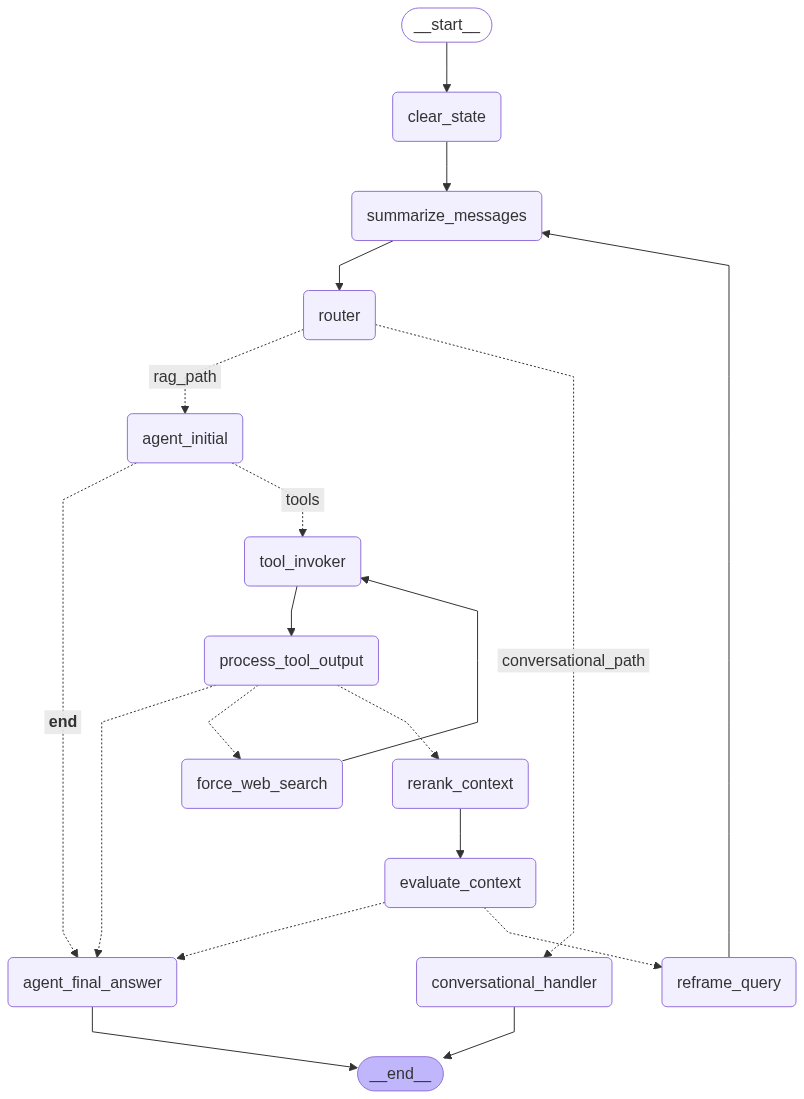 __start__
clear_state
summarize_messages
router
rag_path
agent_initial
tools
tool_invoker
process_tool_output
conversational_path
end
force_web_search
rerank_context
evaluate_context
agent_final_answer
conversational_handler
reframe_query
__end__